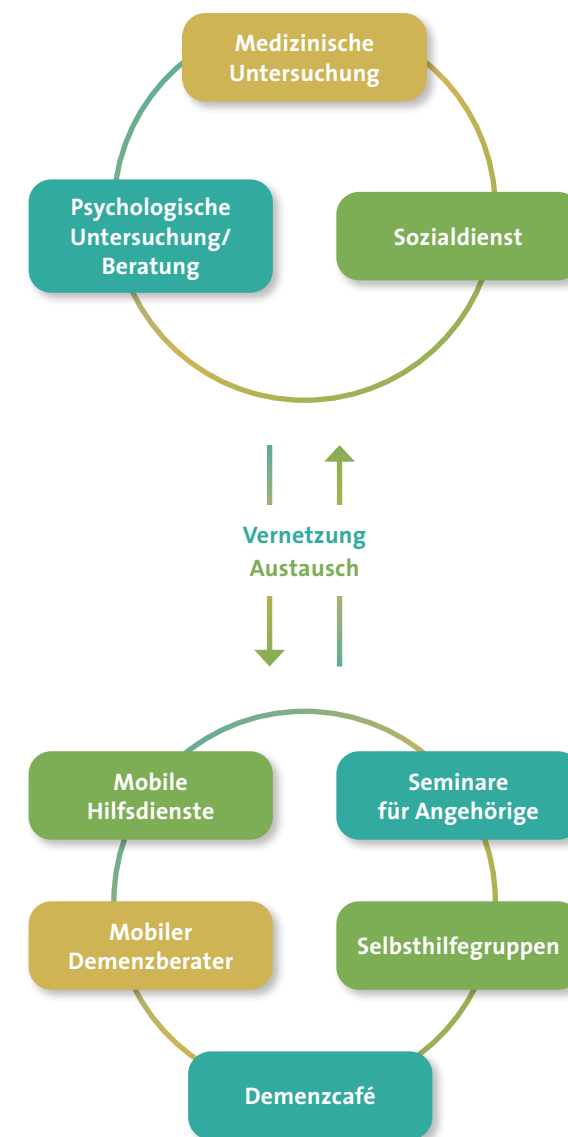 Medizinische
Untersuchung
Psychologische
Untersuchung/
Beratung
Sozialdienst
Vernetzung
Austausch
Mobile
Hilfsdienste
Seminare
für Angehörige
Mobiler
Demenzberater
Selbsthilfegruppen
Demenzcafé